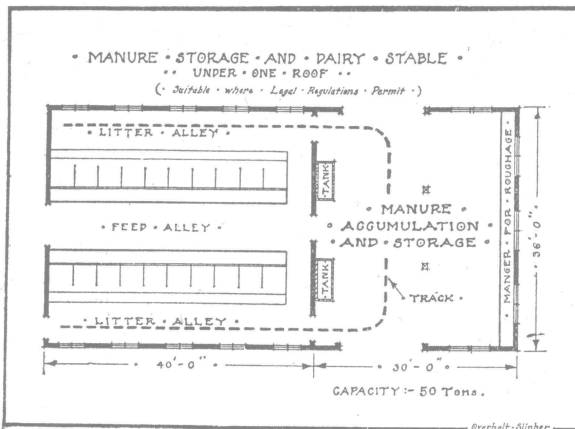 • MANURE • STORAGE • AND • DAIRY • STABLE •
•• UNDER • ONE • ROOF ••
(• Suitable • where • Legal • Regulations • Permit •)
• LITTER • ALLEY •
TANK
• FEED • ALLEY •
• MANURE •
• ACCUMULATION •
• AND • STORAGE •
MANGER • FOR • ROUGHAGE •
36'-0"
TANK
• TRACK •
• LITTER • ALLEY •
40'-0"
30'-0"
CAPACITY :- 50 Tons.
Overholt-Slipher